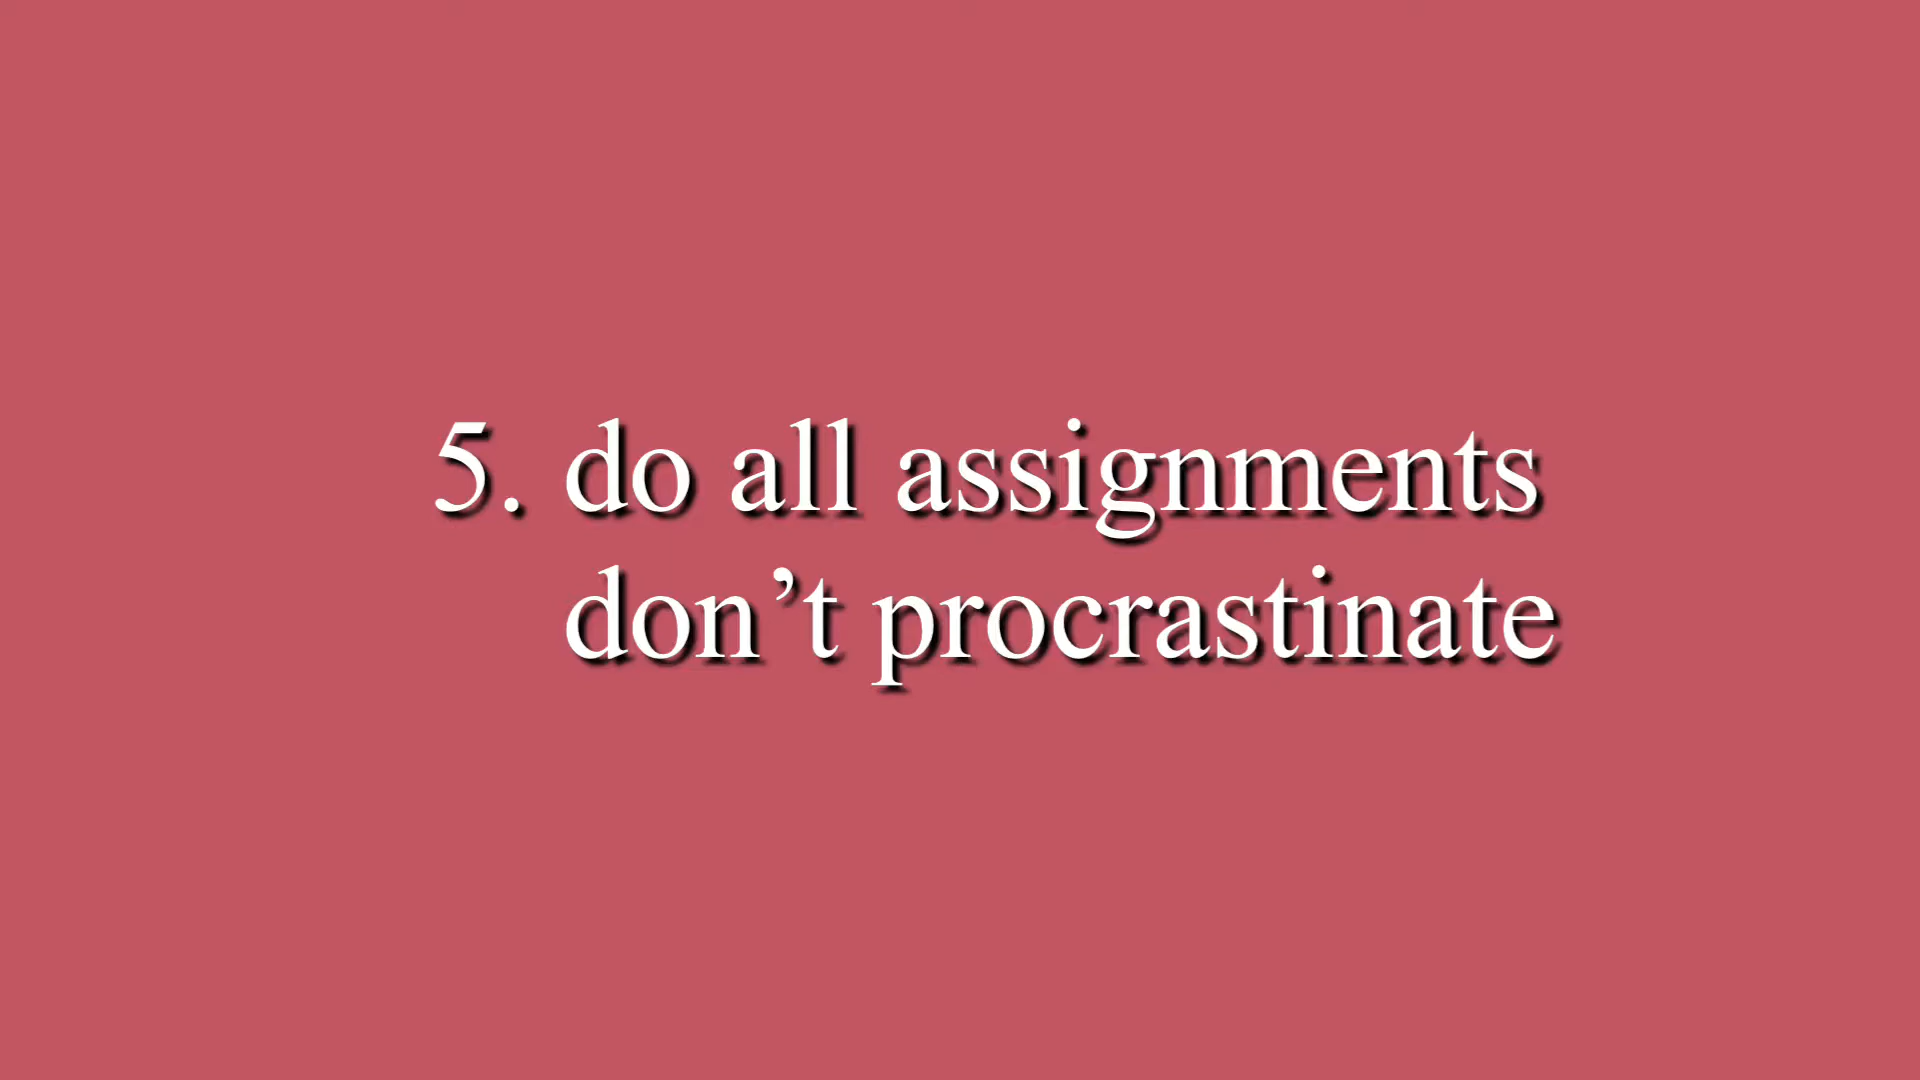 5. do all assignments
don’t procrastinate